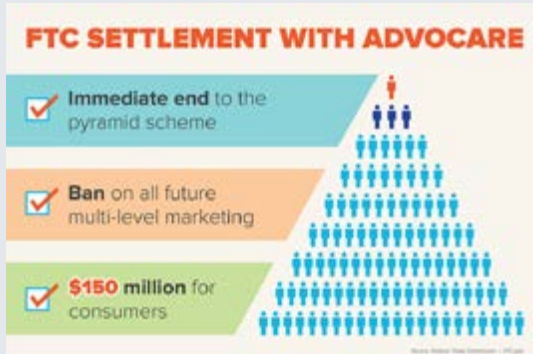 FTC SETTLEMENT WITH ADVOCARE
Immediate end to the
pyramid scheme
Ban on all future
multi-level marketing
$150 million for
consumers